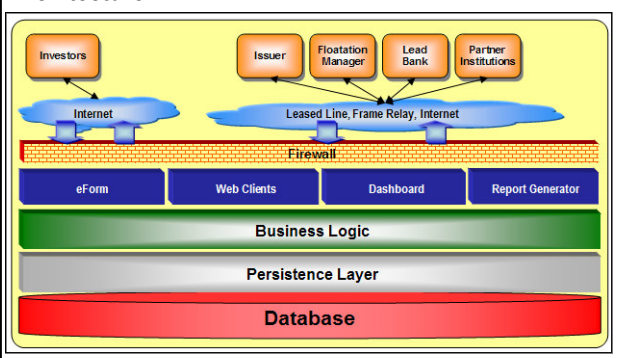 Investors
Issuer
Floatation
Manager
Lead
Bank
Partner
Institutions
Internet
Leased Line, Frame Relay, Internet
Firewall
eForm
Web Clients
Dashboard
Report Generator
Business Logic
Persistence Layer
Database